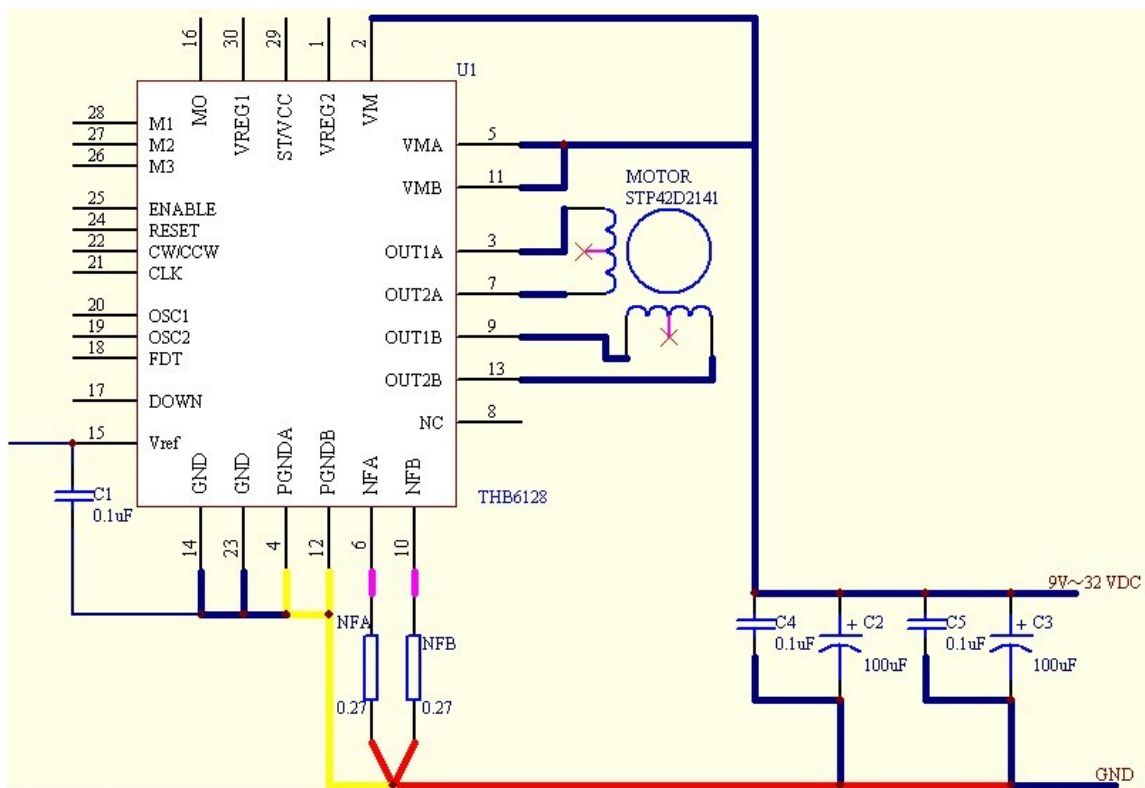 16
30
29
1
2
U1
MO
VREG1
ST/VCC
VREG2
VM
28
M1
27
M2
26
M3
25
ENABLE
24
RESET
22
CW/CCW
21
CLK
20
OSC1
19
OSC2
18
FDT
17
DOWN
15
Vref
VMA
5
VMB
11
OUT1A
3
OUT2A
7
OUT1B
9
OUT2B
13
NC
8
MOTOR
STP42D2141
GND
GND
PGNDA
PGNDB
NFA
NFB
THB6128
C1
0.1uF
14
23
4
12
6
10
NFA
NFB
0.27
0.27
9V~32 VDC
C4
0.1uF
C2
+
100uF
C5
0.1uF
C3
+
100uF
GND